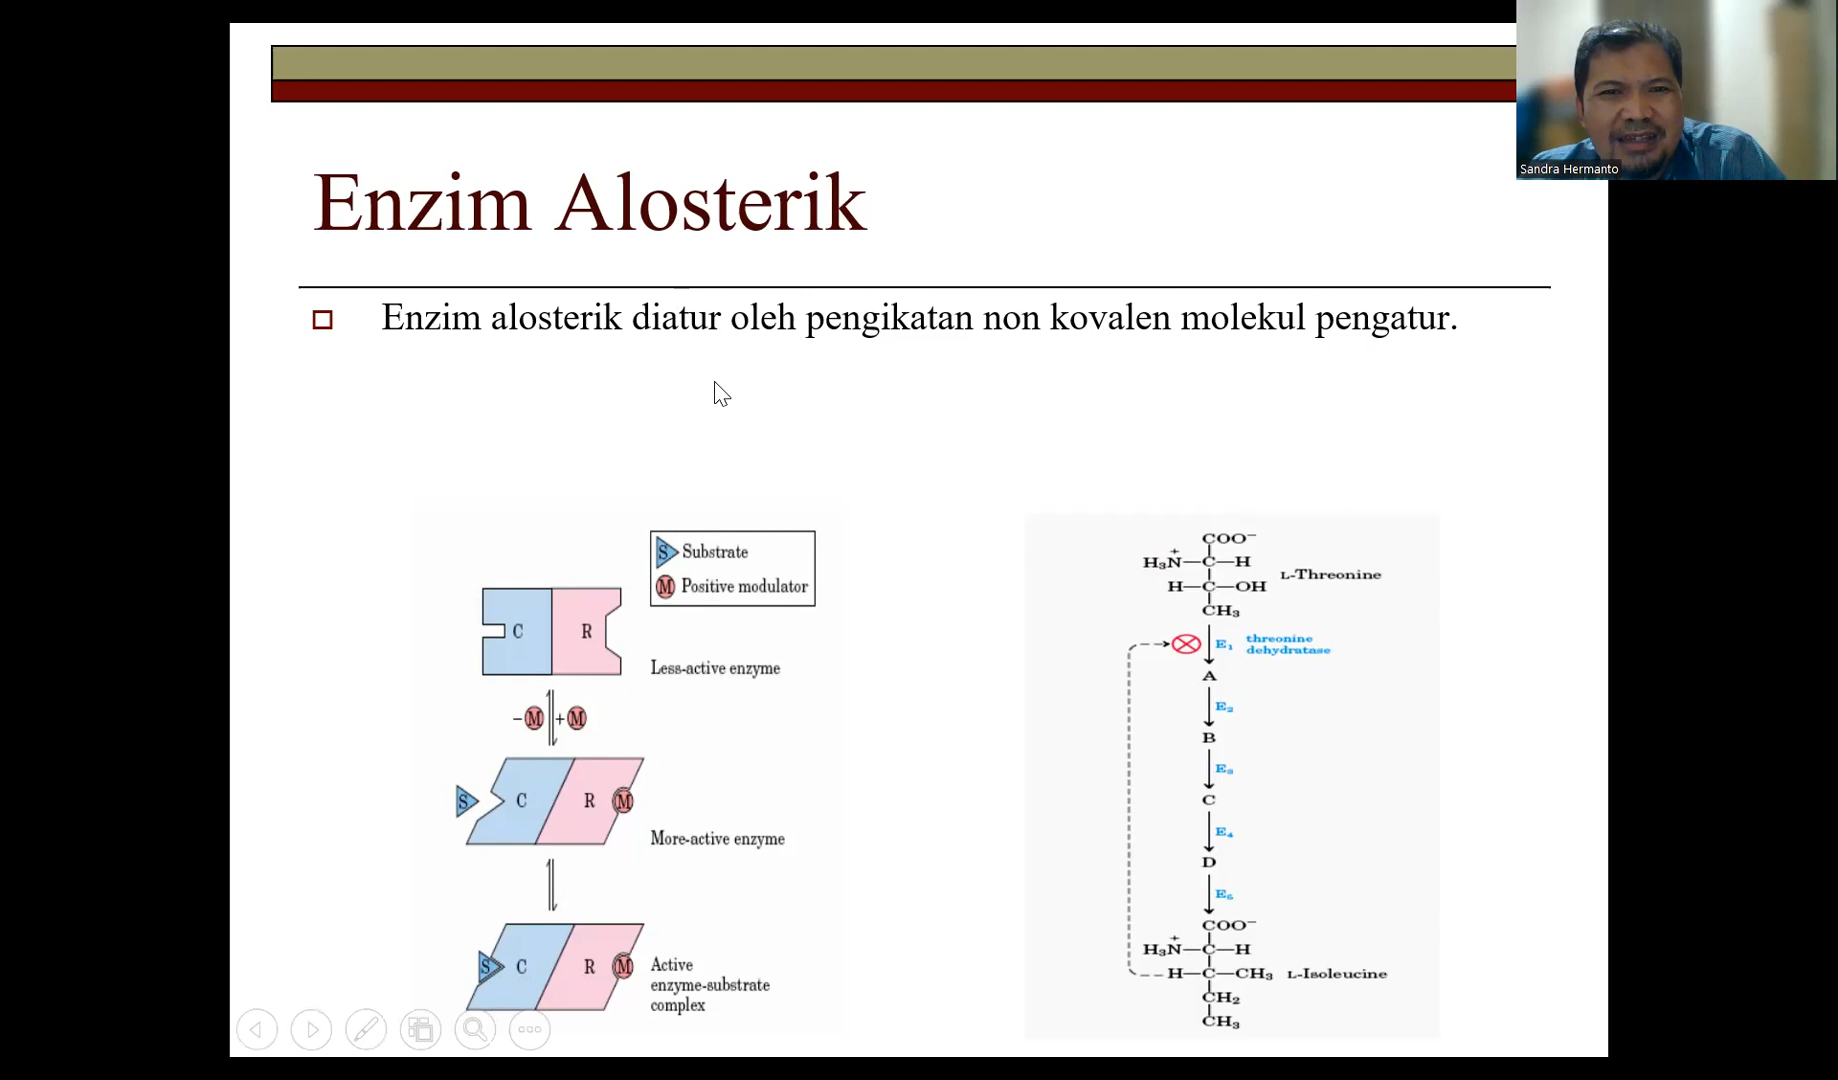 Sandra Hermanto
Enzim Alosterik
Enzim alosterik diatur oleh pengikatan non kovalen molekul pengatur.
S Substrate
M Positive modulator
C R
Less-active enzyme
−M +M
S C R M
More-active enzyme
S C R M
Active
enzyme-substrate
complex
COO−
+
H3N—C—H
L-Threonine
H—C—OH
CH3
E1 threonine
dehydratase
A
E2
B
E3
C
E4
D
E5
COO−
+
H3N—C—H
H—C—CH3 L-Isoleucine
CH2
CH3